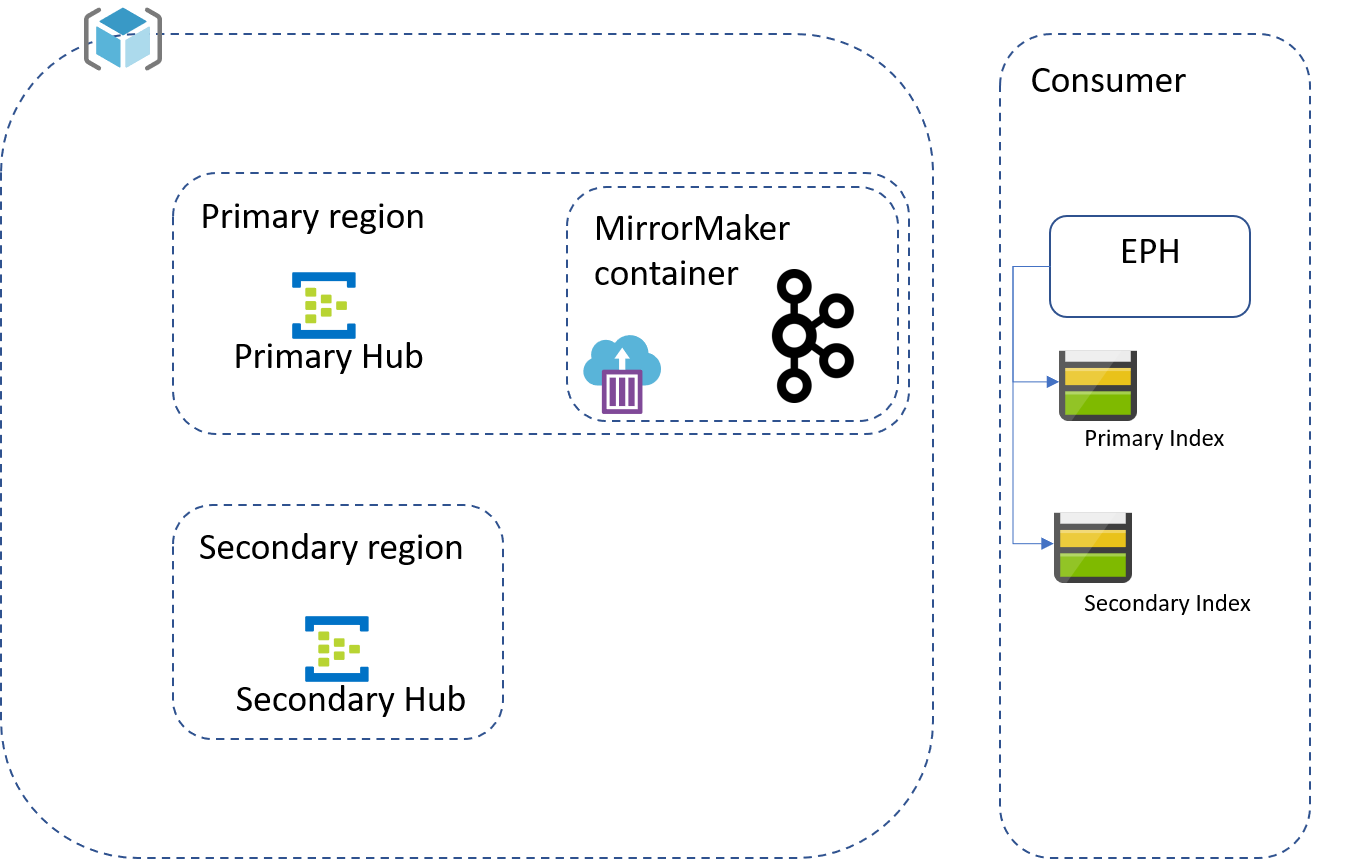 Consumer
Primary region
MirrorMaker
container
EPH
Primary Hub
Primary Index
Secondary region
Secondary Index
Secondary Hub